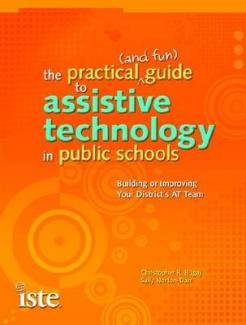 (and fun)
the practical guide
to
assistive
technology
in public schools
Building or Improving
Your District's AT Team
Christopher R. Bugaj
Sally Norton-Darr
iste